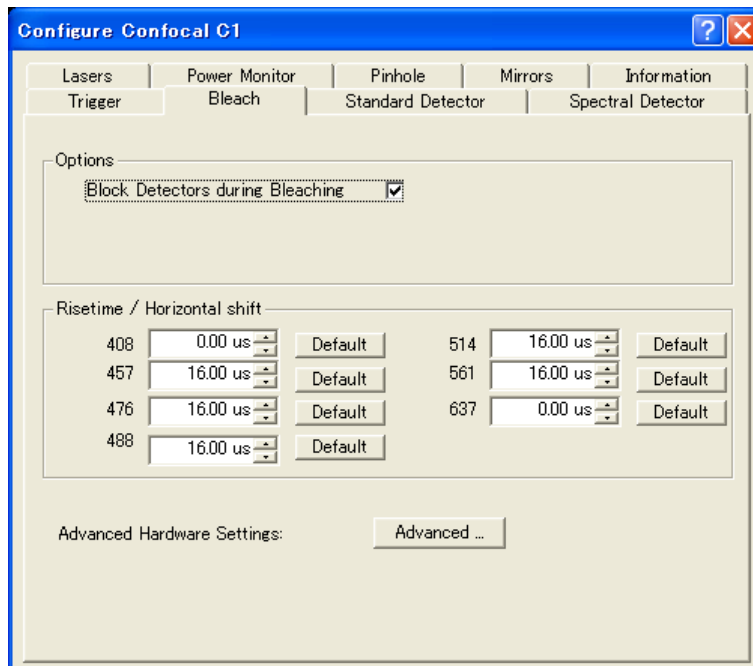 Configure Confocal C1
Lasers Power Monitor Pinhole Mirrors Information
Trigger Bleach Standard Detector Spectral Detector
Options
Block Detectors during Bleaching
Risetime / Horizontal shift
408 0.00 us Default 514 16.00 us Default
457 16.00 us Default 561 16.00 us Default
476 16.00 us Default 637 0.00 us Default
488 16.00 us Default
Advanced Hardware Settings: Advanced ...